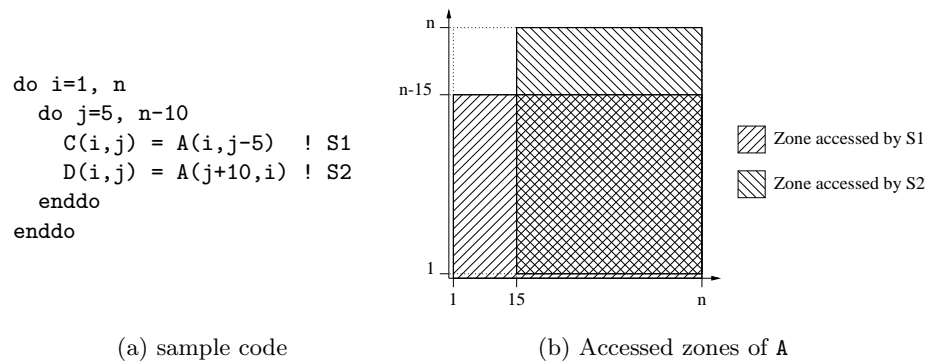 do i=1, n
  do j=5, n-10
    C(i,j) = A(i,j-5)  ! S1
    D(i,j) = A(j+10,i) ! S2
  enddo
enddo
n
n-15
1
1
15
n
Zone accessed by S1
Zone accessed by S2
(a) sample code
(b) Accessed zones of A